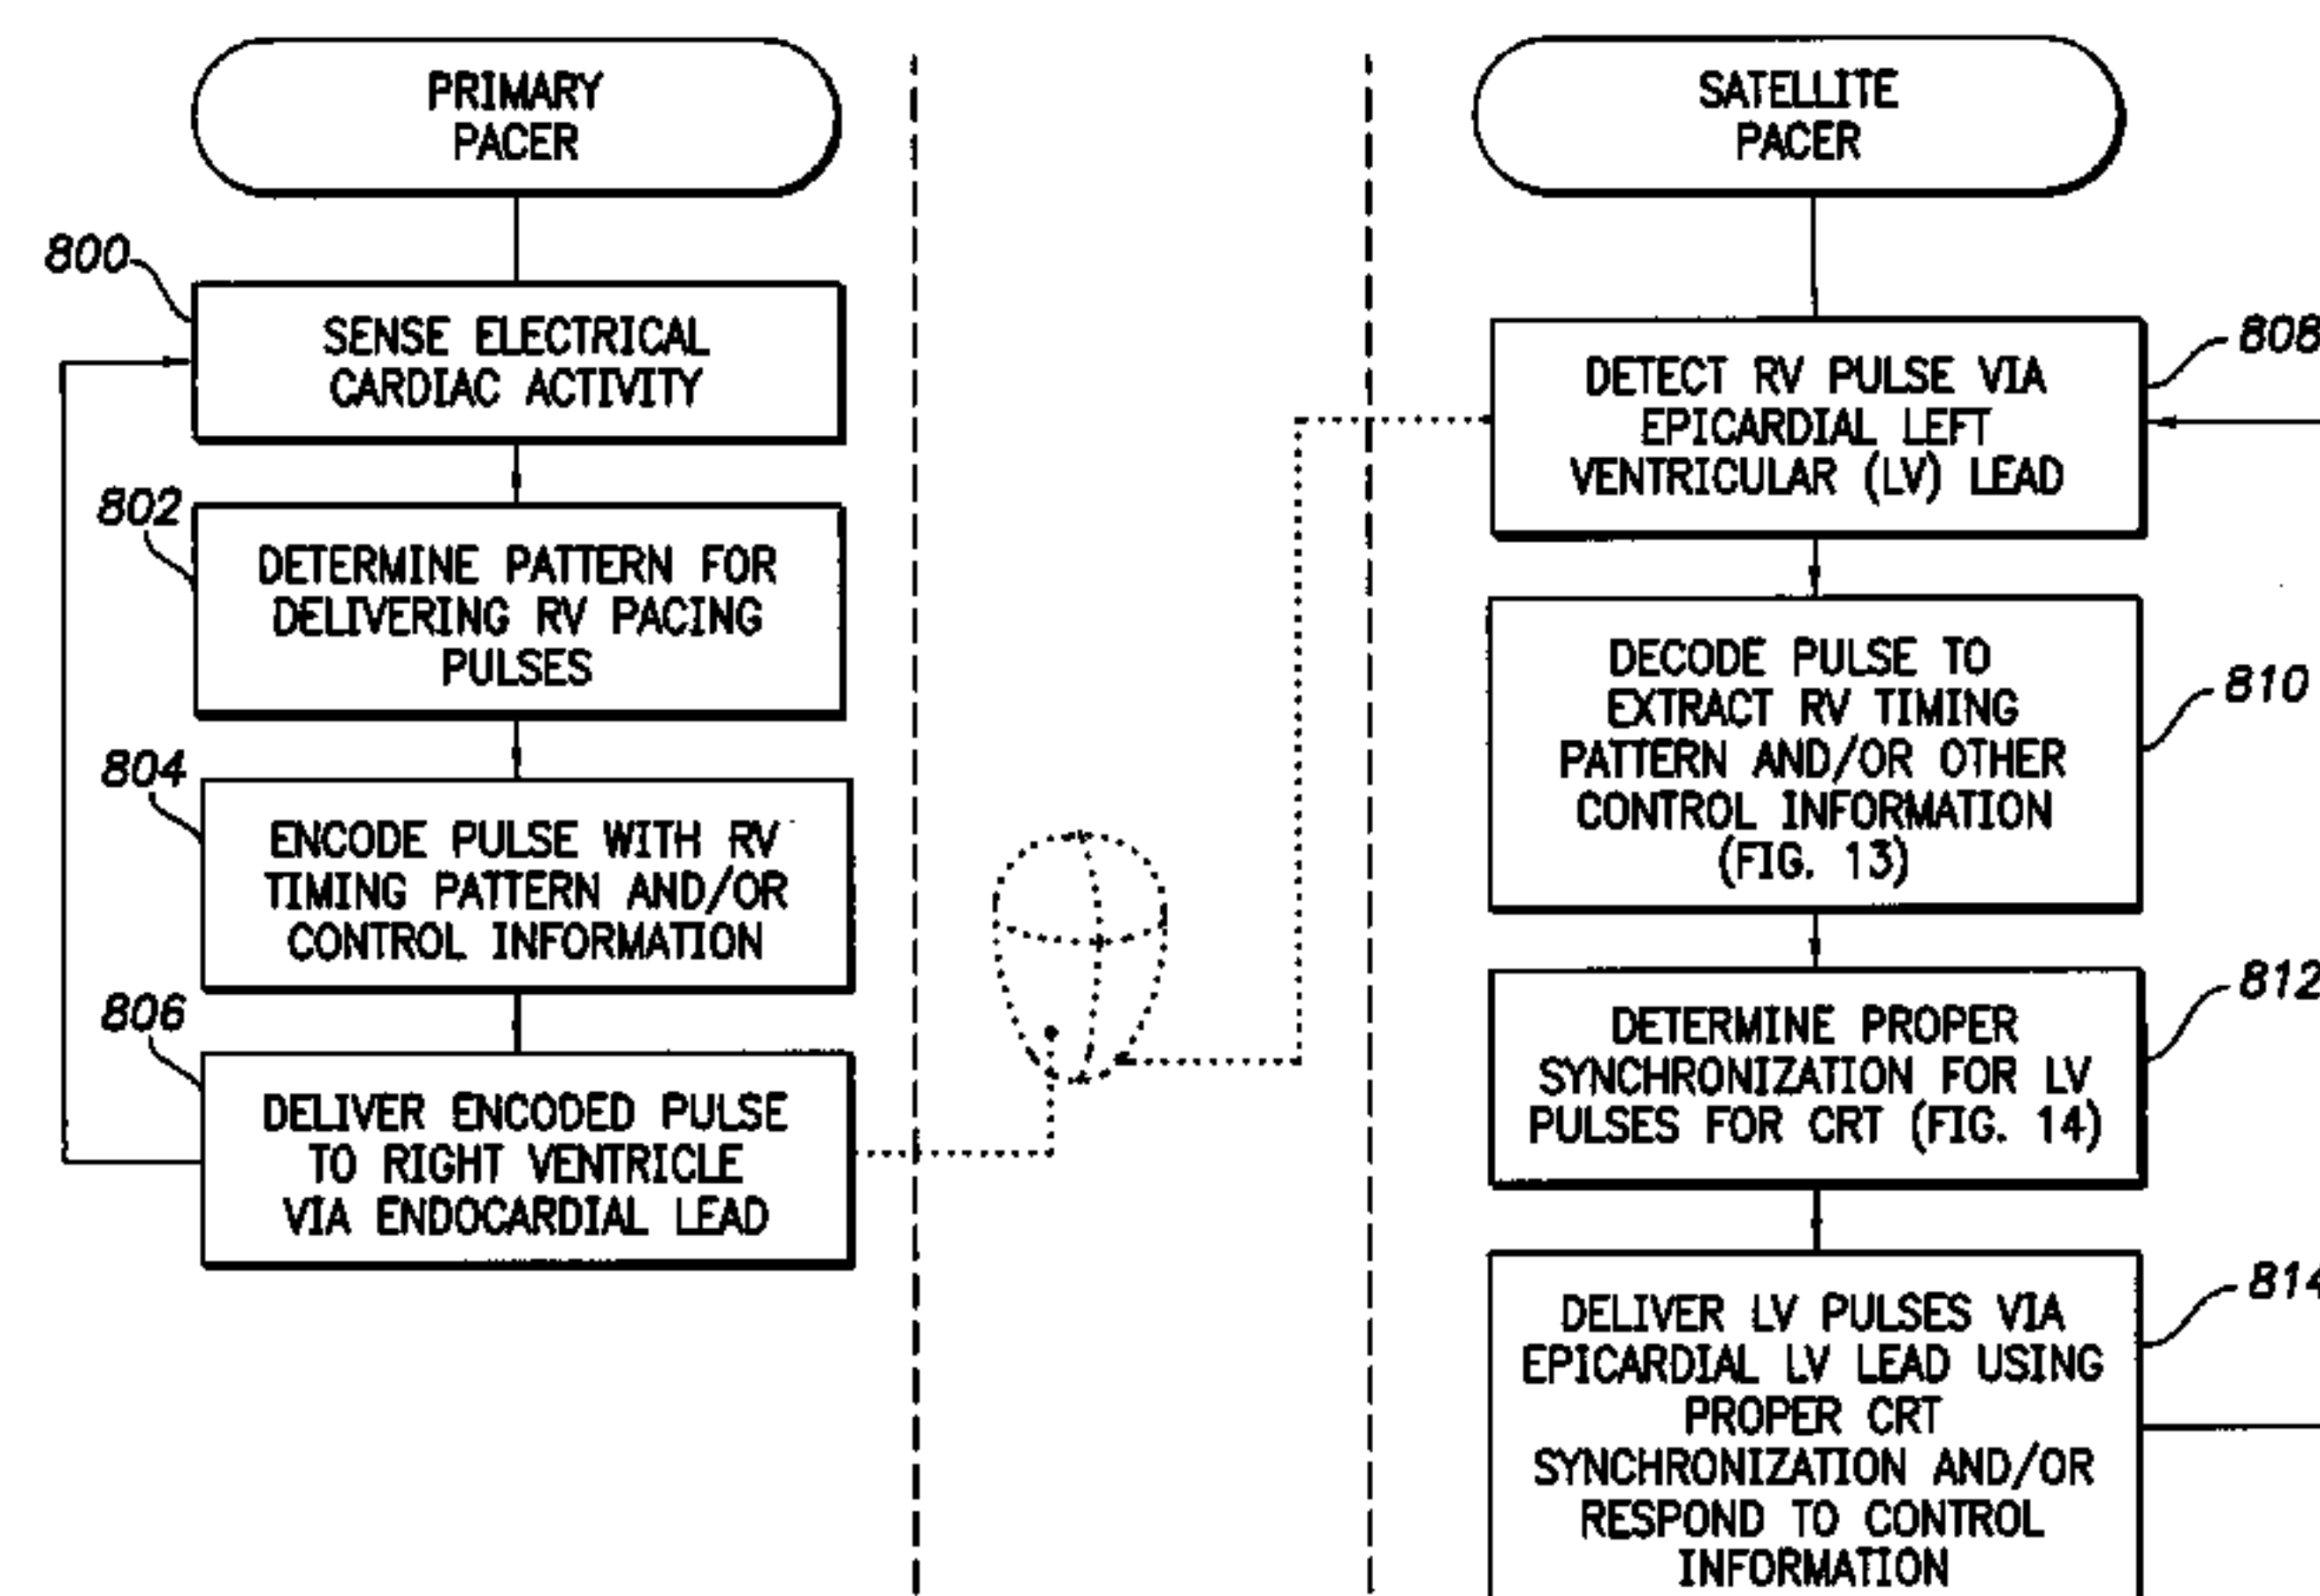 PRIMARY
PACER
800
SENSE ELECTRICAL
CARDIAC ACTIVITY
802
DETERMINE PATTERN FOR
DELIVERING RV PACING
PULSES
804
ENCODE PULSE WITH RV
TIMING PATTERN AND/OR
CONTROL INFORMATION
806
DELIVER ENCODED PULSE
TO RIGHT VENTRICLE
VIA ENDOCARDIAL LEAD
SATELLITE
PACER
808
DETECT RV PULSE VIA
EPICARDIAL LEFT
VENTRICULAR (LV) LEAD
810
DECODE PULSE TO
EXTRACT RV TIMING
PATTERN AND/OR OTHER
CONTROL INFORMATION
(FIG. 13)
812
DETERMINE PROPER
SYNCHRONIZATION FOR LV
PULSES FOR CRT (FIG. 14)
814
DELIVER LV PULSES VIA
EPICARDIAL LV LEAD USING
PROPER CRT
SYNCHRONIZATION AND/OR
RESPOND TO CONTROL
INFORMATION